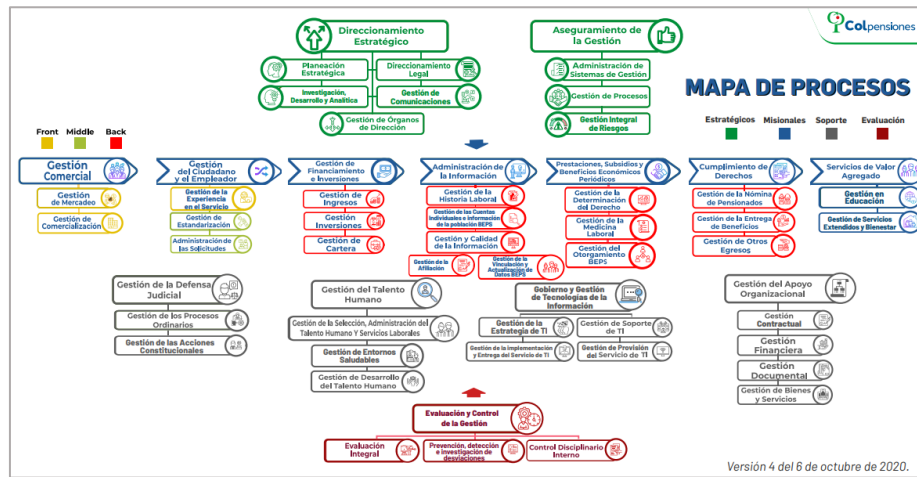 Direccionamiento
Estratégico
Planeación
Estratégica
Direccionamiento
Legal
Investigación,
Desarrollo y Analítica
Gestión de
Comunicaciones
Gestión de Órganos
de Dirección
Aseguramiento de
la Gestión
Administración de
Sistemas de Gestión
Gestión de Procesos
Gestión Integral
de Riesgos
Colpensiones
MAPA DE PROCESOS
Front
Middle
Back
Estratégicos
Misionales
Soporte
Evaluación
Gestión
Comercial
Gestión
de Mercadeo
Gestión de
Comercialización
Gestión
del Ciudadano
y el Empleador
Gestión de la
Experiencia
en el Servicio
Gestión de
Estandarización
Administración de
las Solicitudes
Gestión de
Financiamiento
e Inversiones
Gestión de
Ingresos
Gestión
Inversiones
Gestión
de Cartera
Administración de
la Información
Gestión de la
Historia Laboral
Gestión de las Cuentas
Individuales e Información de
la población BEPS
Gestión y Calidad
de la Información
Gestión de la
Afiliación
Gestión de la
Vinculación y
Actualización de
Datos BEPS
Prestaciones, Subsidios y
Beneficios Económicos
Periódicos
Gestión de la
Determinación
del Derecho
Gestión de la
Medicina
Laboral
Gestión del
Otorgamiento
BEPS
Cumplimiento de
Derechos
Gestión de la Nómina
de Pensionados
Gestión de la Entrega
de Beneficios
Gestión de Otros
Egresos
Servicios de Valor
Agregado
Gestión en
Educación
Gestión de Servicios
Extendidos y Bienestar
Gestión de la Defensa
Judicial
Gestión de los Procesos
Ordinarios
Gestión de las Acciones
Constitucionales
Gestión del Talento
Humano
Gestión de la Selección, Administración del
Talento Humano Y Servicios Laborales
Gestión de Entornos
Saludables
Gestión de Desarrollo
del Talento Humano
Gobierno y Gestión
de Tecnologías de la
Información
Gestión de la
Estrategia de TI
Gestión de Soporte
de TI
Gestión de la implementación y
Entrega del Servicio de TI
Gestión de Provisión
del Servicio de TI
Gestión del Apoyo
Organizacional
Gestión
Contractual
Gestión
Financiera
Gestión
Documental
Gestión de Bienes
y Servicios
Evaluación y Control
de la Gestión
Evaluación
Integral
Prevención, detección
e investigación de
desviaciones
Control Disciplinario
Interno
Versión 4 del 6 de octubre de 2020.